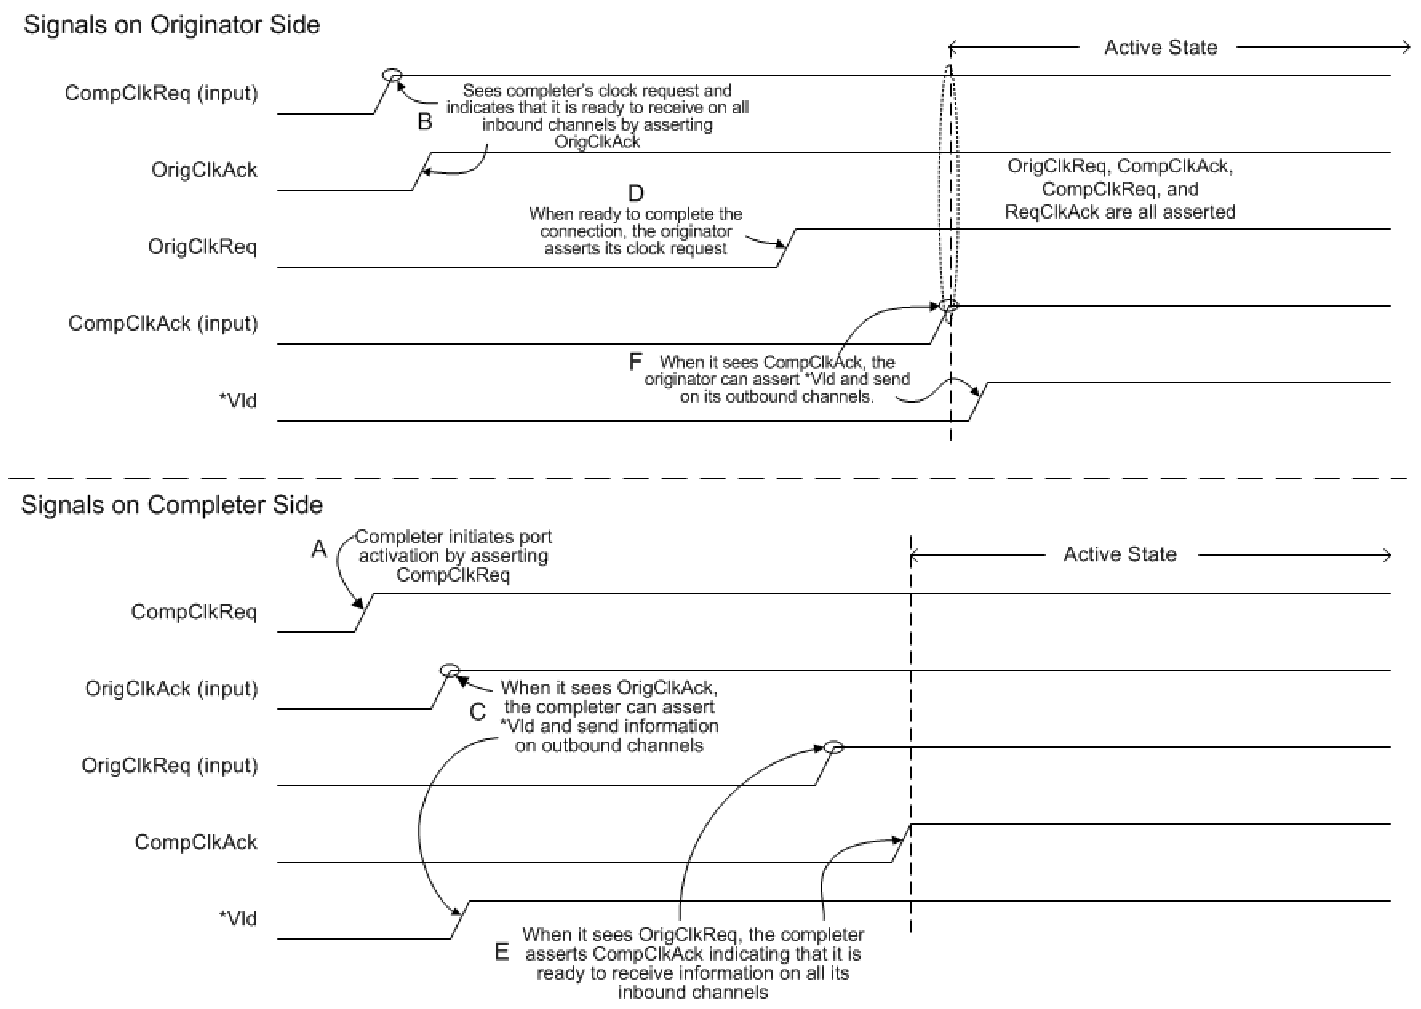 Signals on Originator Side
Active State
CompClkReq (input)
Sees completer's clock request and
indicates that it is ready to receive on all
inbound channels by asserting
OrigClkAck
B
OrigClkAck
OrigClkReq, CompClkAck,
CompClkReq, and
ReqClkAck are all asserted
D
When ready to complete the
connection, the originator
asserts its clock request
OrigClkReq
CompClkAck (input)
F
When it sees CompClkAck, the
originator can assert *Vld and send
on its outbound channels.
*Vld
Signals on Completer Side
A
Completer initiates port
activation by asserting
CompClkReq
Active State
CompClkReq
OrigClkAck (input)
C
When it sees OrigClkAck,
the completer can assert
*Vld and send information
on outbound channels
OrigClkReq (input)
CompClkAck
*Vld
E
When it sees OrigClkReq, the completer
asserts CompClkAck indicating that it is
ready to receive information on all its
inbound channels